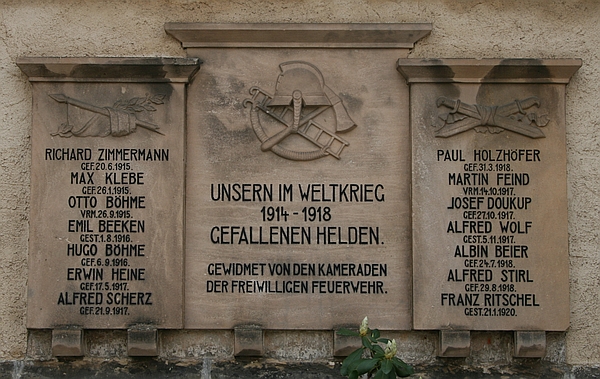 RICHARD ZIMMERMANN
GEF.20.6.1915.
MAX KLEBE
GEF.26.1.1915.
OTTO BÖHME
VRM.26.9.1915.
EMIL BEEKEN
GEST.1.8.1916.
HUGO BÖHME
GEF.6.9.1916.
ERWIN HEINE
GEF.17.5.1917.
ALFRED SCHERZ
GEF.21.9.1917.
UNSERN IM WELTKRIEG
1914 - 1918
GEFALLENEN HELDEN.
GEWIDMET VON DEN KAMERADEN
DER FREIWILLIGEN FEUERWEHR.
PAUL HOLZHÖFER
GEF.31.3.1918.
MARTIN FEIND
VRM.14.10.1917.
JOSEF DOUKUP
GEF.27.10.1917.
ALFRED WOLF
GEST.5.11.1917.
ALBIN BEIER
GEF.24.7.1918.
ALFRED STIRL
GEF.29.8.1918.
FRANZ RITSCHEL
GEST.21.1.1920.